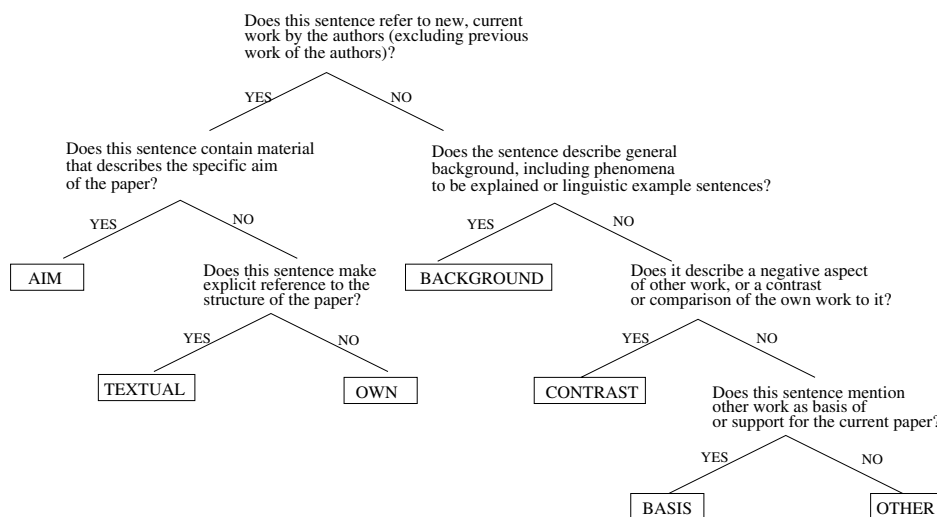 Does this sentence refer to new, current
work by the authors (excluding previous
work of the authors)?
YES
NO
Does this sentence contain material
that describes the specific aim
of the paper?
Does the sentence describe general
background, including phenomena
to be explained or linguistic example sentences?
YES
NO
YES
NO
AIM
Does this sentence make
explicit reference to the
structure of the paper?
BACKGROUND
Does it describe a negative aspect
of other work, or a contrast
or comparison of the own work to it?
YES
NO
YES
NO
TEXTUAL
OWN
CONTRAST
Does this sentence mention
other work as basis of
or support for the current paper?
YES
NO
BASIS
OTHER